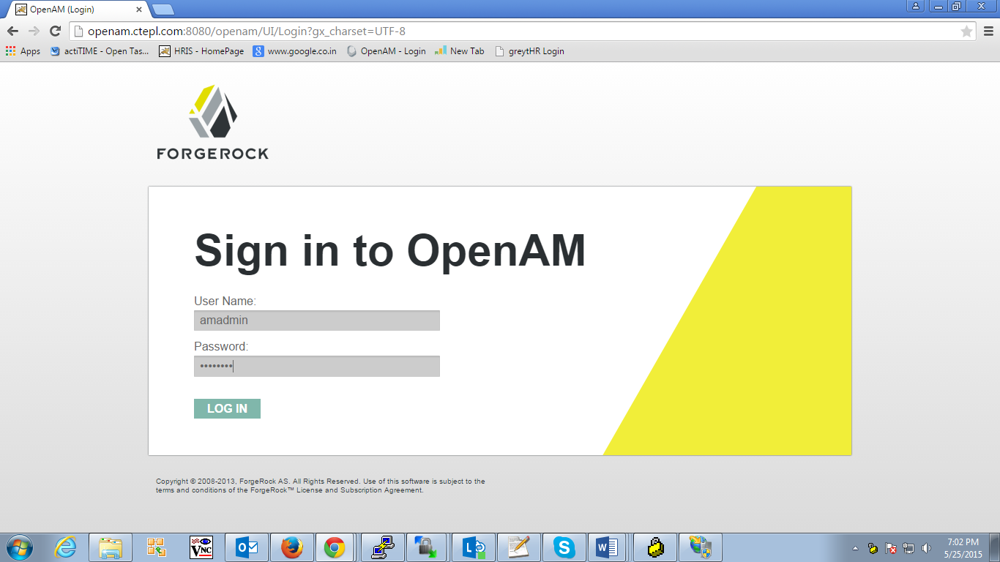 OpenAM (Login)
openam.ctepl.com:8080/openam/UI/Login?gx_charset=UTF-8
Apps actiTIME - Open Tas... HRIS - HomePage www.google.co.in OpenAM - Login New Tab greytHR Login
FORGEROCK
Sign in to OpenAM
User Name:
amadmin
Password:
••••••••
LOG IN
Copyright © 2008-2013, ForgeRock AS. All Rights Reserved. Use of this software is subject to the
terms and conditions of the ForgeRock™ License and Subscription Agreement.
7:02 PM
5/25/2015